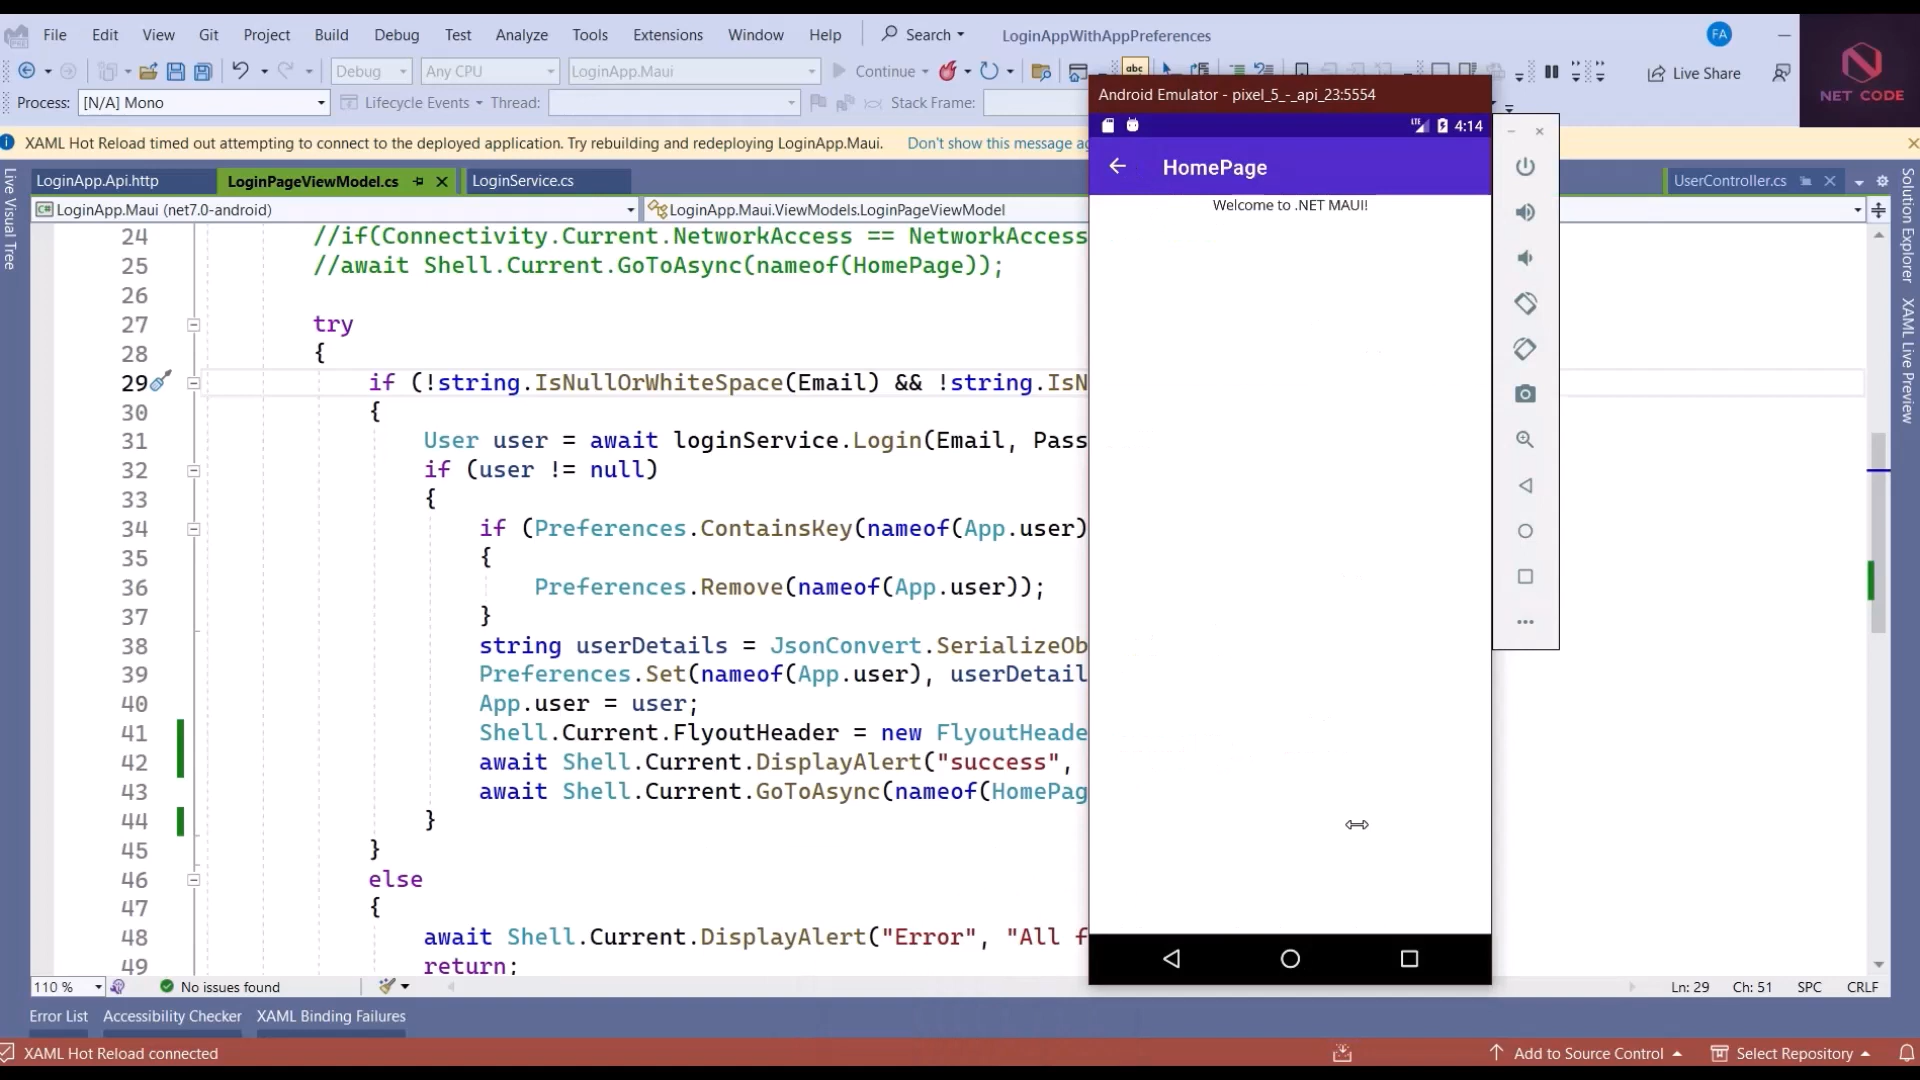 File Edit View Git Project Build Debug Test Analyze Tools Extensions Window Help Search LoginAppWithAppPreferences FA
Debug Any CPU LoginApp.Maui Continue abc Live Share
NET CODE
Process: [N/A] Mono Lifecycle Events Thread: Stack Frame:
XAML Hot Reload timed out attempting to connect to the deployed application. Try rebuilding and redeploying LoginApp.Maui. Don't show this message ag
LoginApp.Api.http LoginPageViewModel.cs LoginService.cs UserController.cs
LoginApp.Maui (net7.0-android) LoginApp.Maui.ViewModels.LoginPageViewModel
Live Visual Tree
24 //if(Connectivity.Current.NetworkAccess == NetworkAccess
25 //await Shell.Current.GoToAsync(nameof(HomePage));
26
27 try
28 {
29 if (!string.IsNullOrWhiteSpace(Email) && !string.IsN
30 {
31 User user = await loginService.Login(Email, Pass
32 if (user != null)
33 {
34 if (Preferences.ContainsKey(nameof(App.user)
35 {
36 Preferences.Remove(nameof(App.user));
37 }
38 string userDetails = JsonConvert.SerializeOb
39 Preferences.Set(nameof(App.user), userDetail
40 App.user = user;
41 Shell.Current.FlyoutHeader = new FlyoutHeade
42 await Shell.Current.DisplayAlert("success",
43 await Shell.Current.GoToAsync(nameof(HomePag
44 }
45 }
46 else
47 {
48 await Shell.Current.DisplayAlert("Error", "All f
49 return;
Android Emulator - pixel_5_-_api_23:5554
LTE 4:14
HomePage
Welcome to .NET MAUI!
Solution Explorer
XAML Live Preview
110 % No issues found Ln: 29 Ch: 51 SPC CRLF
Error List Accessibility Checker XAML Binding Failures
XAML Hot Reload connected Add to Source Control Select Repository